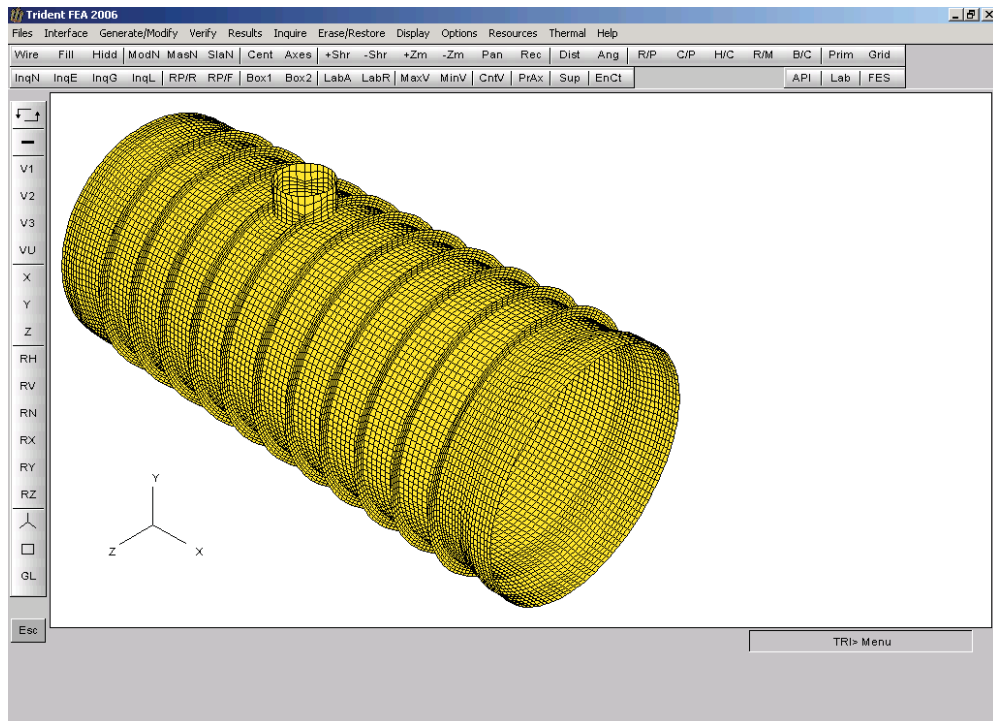 Trident FEA 2006
Files Interface Generate/Modify Verify Results Inquire Erase/Restore Display Options Resources Thermal Help
Wire Fill Hidd ModN MasN SlaN Cent Axes +Shr -Shr +Zm -Zm Pan Rec Dist Ang R/P C/P H/C R/M B/C Prim Grid
InqN InqE InqG InqL RP/R RP/F Box1 Box2 LabA LabR MaxV MinV CntV PrAx Sup EnCt API Lab FES
V1
V2
V3
VU
X
Y
Z
RH
RV
RN
RX
RY
RZ
GL
Esc
Y
Z X
TRI> Menu